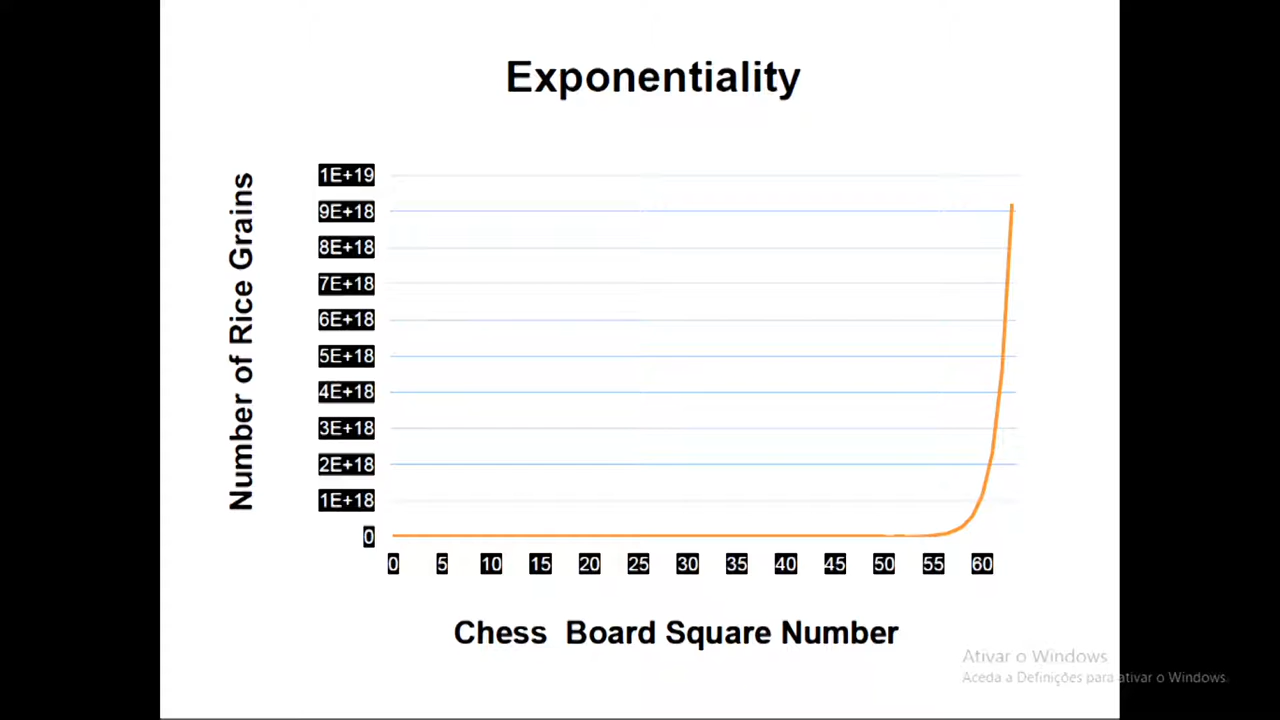 Exponentiality
Number of Rice Grains
1E+19
9E+18
8E+18
7E+18
6E+18
5E+18
4E+18
3E+18
2E+18
1E+18
0
0 5 10 15 20 25 30 35 40 45 50 55 60
Chess Board Square Number
Ativar o Windows
Aceda a Definições para ativar o Windows.